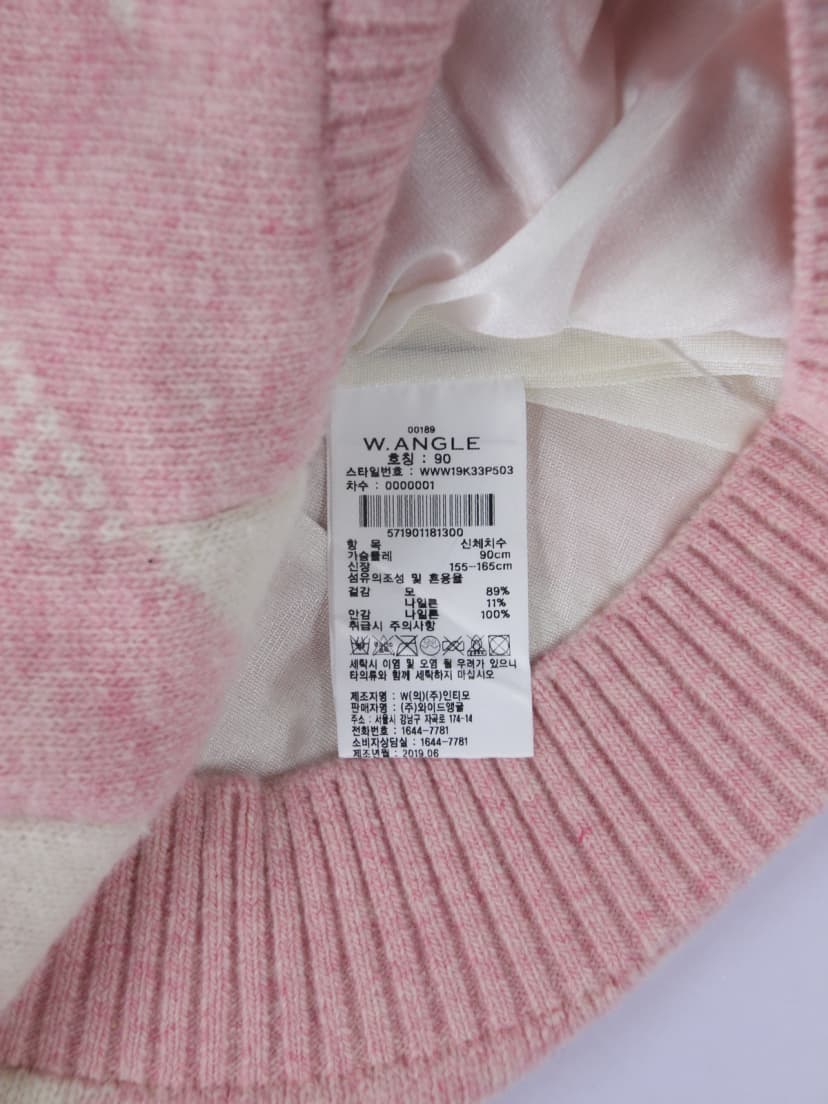 00189
W.ANGLE
호칭 : 90
스타일번호 : WWW19K33P503
차수 : 0000001
571901181300
항 목 신체치수
가슴둘레 90cm
신장 155-165cm
섬유의조성 및 혼용율
겉감 모 89%
나일론 11%
안감 나일론 100%
취급시 주의사항
세탁시 이염 및 오염 될 우려가 있으니
타의류와 함께 세탁하지 마십시오
제조자명 : W(의)(주)인티모
판매자명 : (주)와이드앵글
주소 : 서울시 강남구 자곡로 174-14
전화번호 : 1644-7781
소비자상담실 : 1644-7781
제조년월 : 2019.06